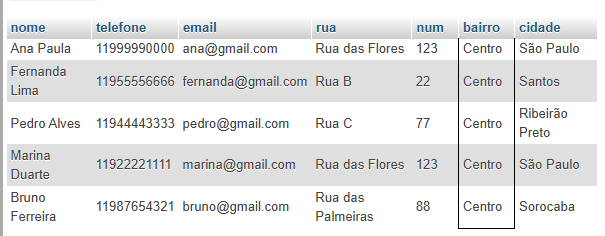 nome telefone email rua num bairro cidade
Ana Paula 11999990000 ana@gmail.com Rua das Flores 123 Centro São Paulo
Fernanda
Lima 11955556666 fernanda@gmail.com Rua B 22 Centro Santos
Pedro Alves 11944443333 pedro@gmail.com Rua C 77 Centro Ribeirão
Preto
Marina
Duarte 11922221111 marina@gmail.com Rua das Flores 123 Centro São Paulo
Bruno
Ferreira 11987654321 bruno@gmail.com Rua das
Palmeiras 88 Centro Sorocaba